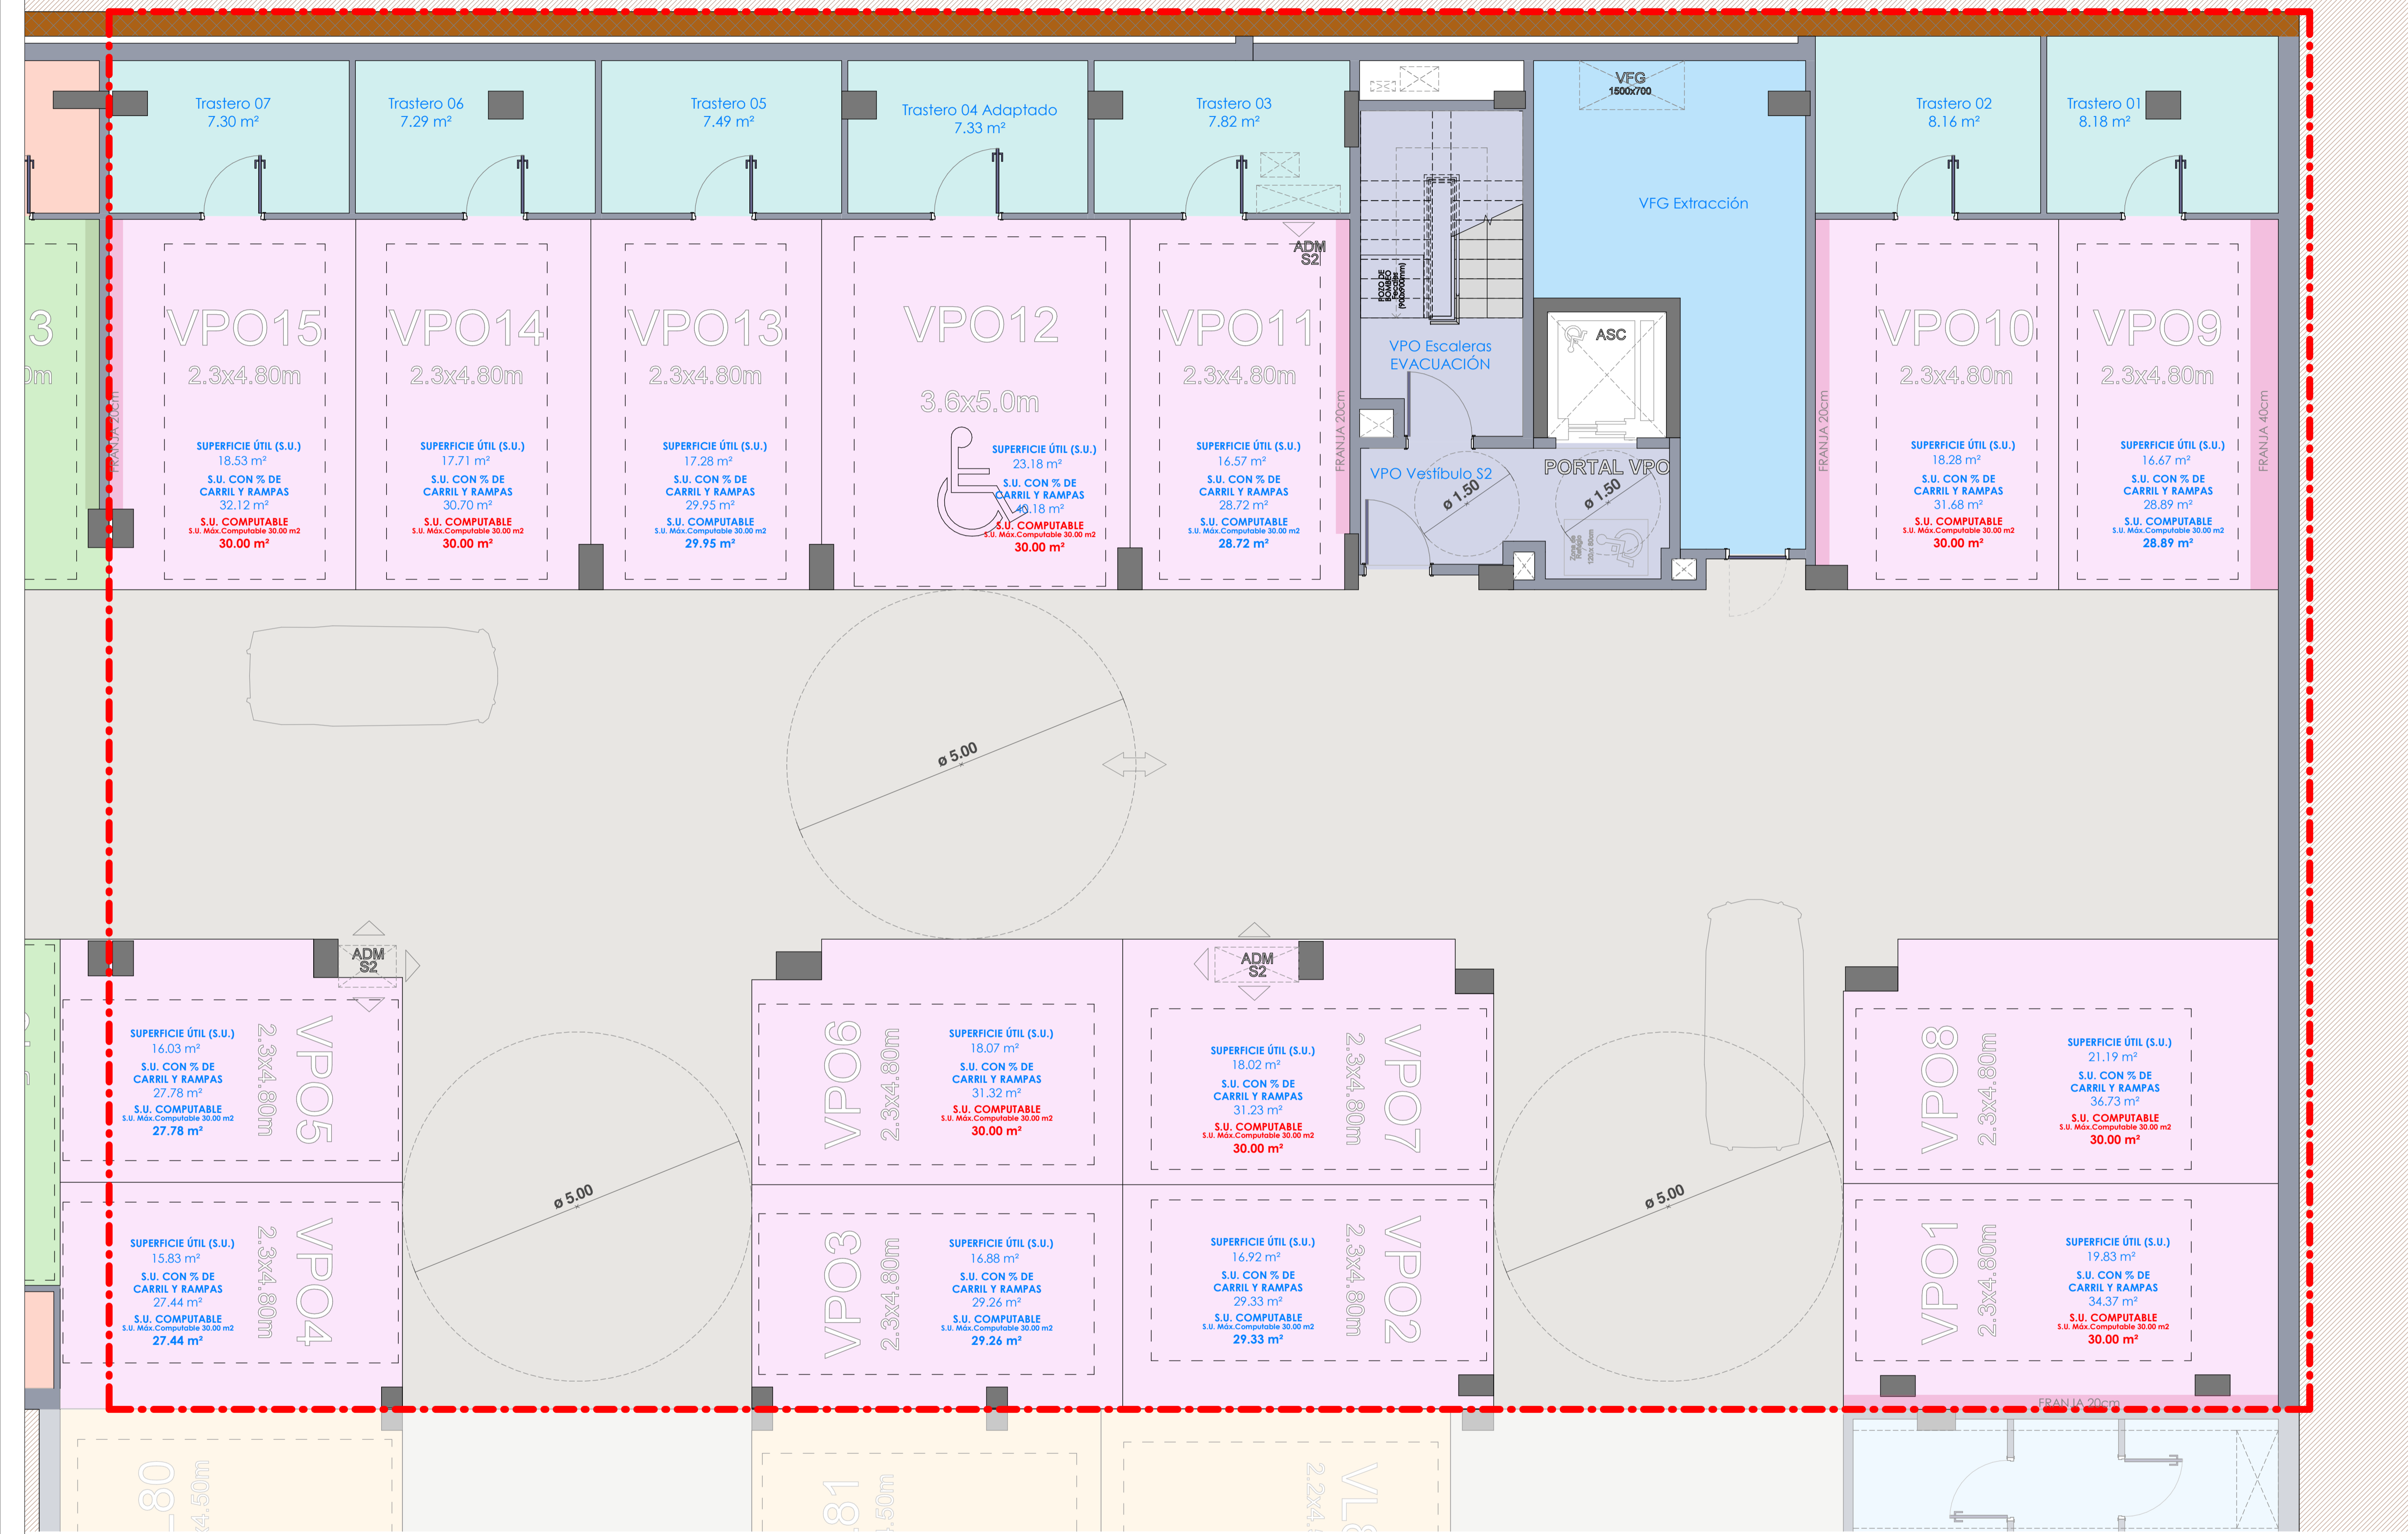 Trastero 07
7.30 m²
Trastero 06
7.29 m²
Trastero 05
7.49 m²
Trastero 04 Adaptado
7.33 m²
Trastero 03
7.82 m²
VFG
1500x700
Trastero 02
8.16 m²
Trastero 01
8.18 m²
VFG Extracción
ADM
S2
POZO DE
BOMBEO
Fecales
(900x900mm)
3
0m
VPO15
2.3x4.80m
FRANJA 20cm
SUPERFICIE ÚTIL (S.U.)
18.53 m²
S.U. CON % DE
CARRIL Y RAMPAS
32.12 m²
S.U. COMPUTABLE
S.U. Máx.Computable 30.00 m2
30.00 m²
VPO14
2.3x4.80m
SUPERFICIE ÚTIL (S.U.)
17.71 m²
S.U. CON % DE
CARRIL Y RAMPAS
30.70 m²
S.U. COMPUTABLE
S.U. Máx.Computable 30.00 m2
30.00 m²
VPO13
2.3x4.80m
SUPERFICIE ÚTIL (S.U.)
17.28 m²
S.U. CON % DE
CARRIL Y RAMPAS
29.95 m²
S.U. COMPUTABLE
S.U. Máx.Computable 30.00 m2
29.95 m²
VPO12
3.6x5.0m
SUPERFICIE ÚTIL (S.U.)
23.18 m²
S.U. CON % DE
CARRIL Y RAMPAS
40.18 m²
S.U. COMPUTABLE
S.U. Máx.Computable 30.00 m2
30.00 m²
VPO11
2.3x4.80m
SUPERFICIE ÚTIL (S.U.)
16.57 m²
S.U. CON % DE
CARRIL Y RAMPAS
28.72 m²
S.U. COMPUTABLE
S.U. Máx.Computable 30.00 m2
28.72 m²
FRANJA 20cm
VPO Escaleras
EVACUACIÓN
ASC
VPO Vestíbulo S2
PORTAL VPO
ø 1.50
ø 1.50
Zona de
Refugio
120 x 80cm
FRANJA 20cm
VPO10
2.3x4.80m
SUPERFICIE ÚTIL (S.U.)
18.28 m²
S.U. CON % DE
CARRIL Y RAMPAS
31.68 m²
S.U. COMPUTABLE
S.U. Máx.Computable 30.00 m2
30.00 m²
VPO9
2.3x4.80m
SUPERFICIE ÚTIL (S.U.)
16.67 m²
S.U. CON % DE
CARRIL Y RAMPAS
28.89 m²
S.U. COMPUTABLE
S.U. Máx.Computable 30.00 m2
28.89 m²
FRANJA 40cm
ø 5.00
ADM
S2
ADM
S2
SUPERFICIE ÚTIL (S.U.)
16.03 m²
S.U. CON % DE
CARRIL Y RAMPAS
27.78 m²
S.U. COMPUTABLE
S.U. Máx.Computable 30.00 m2
27.78 m²
2.3x4.80m
VPO5
VPO6
2.3x4.80m
SUPERFICIE ÚTIL (S.U.)
18.07 m²
S.U. CON % DE
CARRIL Y RAMPAS
31.32 m²
S.U. COMPUTABLE
S.U. Máx.Computable 30.00 m2
30.00 m²
SUPERFICIE ÚTIL (S.U.)
18.02 m²
S.U. CON % DE
CARRIL Y RAMPAS
31.23 m²
S.U. COMPUTABLE
S.U. Máx.Computable 30.00 m2
30.00 m²
2.3x4.80m
VPO7
VPO8
2.3x4.80m
SUPERFICIE ÚTIL (S.U.)
21.19 m²
S.U. CON % DE
CARRIL Y RAMPAS
36.73 m²
S.U. COMPUTABLE
S.U. Máx.Computable 30.00 m2
30.00 m²
ø 5.00
ø 5.00
SUPERFICIE ÚTIL (S.U.)
15.83 m²
S.U. CON % DE
CARRIL Y RAMPAS
27.44 m²
S.U. COMPUTABLE
S.U. Máx.Computable 30.00 m2
27.44 m²
2.3x4.80m
VPO4
VPO3
2.3x4.80m
SUPERFICIE ÚTIL (S.U.)
16.88 m²
S.U. CON % DE
CARRIL Y RAMPAS
29.26 m²
S.U. COMPUTABLE
S.U. Máx.Computable 30.00 m2
29.26 m²
SUPERFICIE ÚTIL (S.U.)
16.92 m²
S.U. CON % DE
CARRIL Y RAMPAS
29.33 m²
S.U. COMPUTABLE
S.U. Máx.Computable 30.00 m2
29.33 m²
2.3x4.80m
VPO2
VPO1
2.3x4.80m
SUPERFICIE ÚTIL (S.U.)
19.83 m²
S.U. CON % DE
CARRIL Y RAMPAS
34.37 m²
S.U. COMPUTABLE
S.U. Máx.Computable 30.00 m2
30.00 m²
FRANJA 20cm
80
x4.50m
.81
4.50m
2.2x4.
VL8